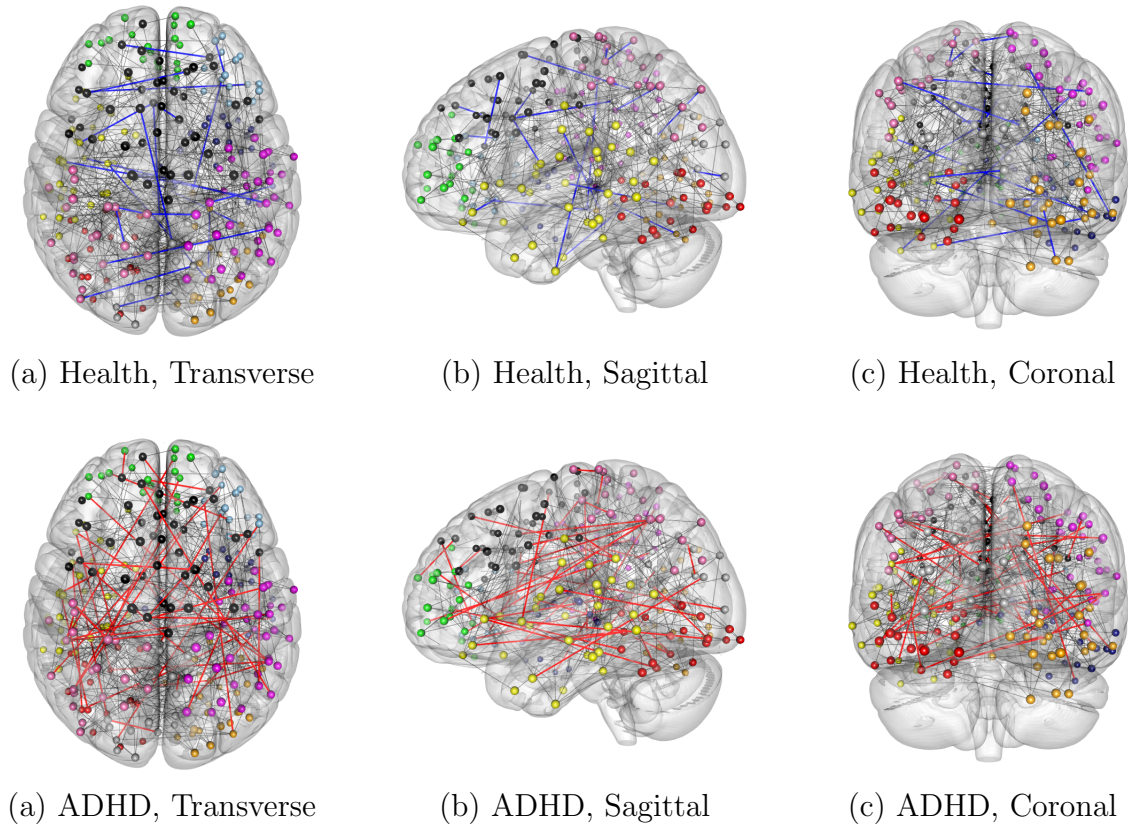 (a) Health, Transverse
(b) Health, Sagittal
(c) Health, Coronal
(a) ADHD, Transverse
(b) ADHD, Sagittal
(c) ADHD, Coronal